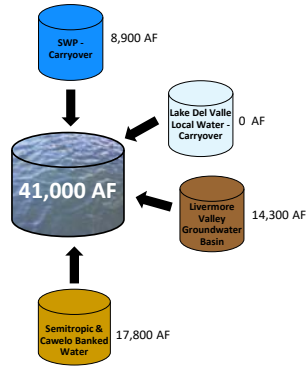 SWP -
Carryover
8,900 AF
Lake Del Valle
Local Water -
Carryover
0 AF
41,000 AF
Livermore
Valley
Groundwater
Basin
14,300 AF
Semitropic &
Cawelo Banked
Water
17,800 AF